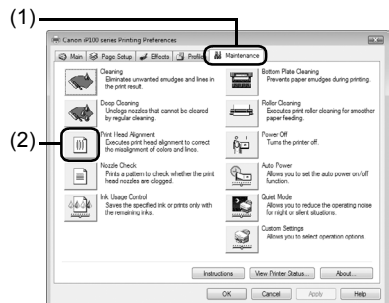 (1)
Canon iP100 series Printing Preferences
Main Page Setup Effects Profiles Maintenance
Cleaning
Eliminates unwanted smudges and lines in
the print result.
Deep Cleaning
Unclogs nozzles that cannot be cleared
by regular cleaning.
(2)
Print Head Alignment
Executes print head alignment to correct
the misalignment of colors and lines.
Nozzle Check
Prints a pattern to check whether the print
head nozzles are clogged.
Ink Usage Control
Saves the specified ink or prints only with
the remaining inks.
Bottom Plate Cleaning
Prevents paper smudges during printing.
Roller Cleaning
Executes print roller cleaning for smoother
paper feeding.
Power Off
Turns the printer off.
Auto Power
Allows you to set the auto power on/off
function.
Quiet Mode
Allows you to reduce the operating noise
for night or silent situations.
Custom Settings
Allows you to select operation options.
Instructions View Printer Status... About...
OK Cancel Apply Help